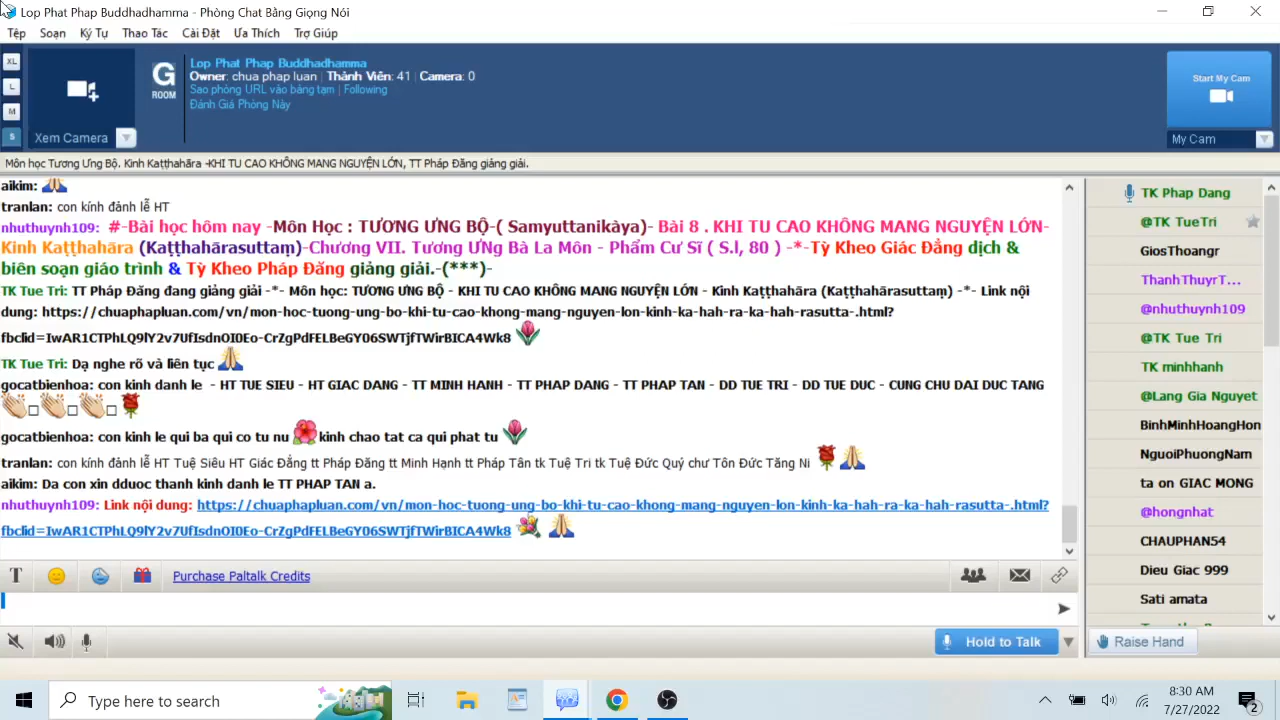 Lop Phat Phap Buddhadhamma - Phòng Chat Bằng Giọng Nói
Tệp Soạn Ký Tự Thao Tác Cài Đặt Ưa Thích Trợ Giúp
XL
L
M
S
Xem Camera
G
ROOM
Lop Phat Phap Buddhadhamma
Owner: chua phap luan | Thành Viên: 41 | Camera: 0
Sao phòng URL vào bảng tạm | Following
Đánh Giá Phòng Này
Start My Cam
My Cam
Môn học Tương Ưng Bộ. Kinh Kaṭṭhahāra -KHI TU CAO KHÔNG MANG NGUYỆN LỚN, TT Pháp Đăng giảng giải.
aikim:
tranlan: con kính đảnh lễ HT
nhuthuynh109: #-Bài học hôm nay -Môn Học : TƯƠNG ƯNG BỘ-( Samyuttanikàya)- Bài 8 . KHI TU CAO KHÔNG MANG NGUYỆN LỚN-
Kinh Kaṭṭhahāra (Kaṭṭhahārasuttaṃ)-Chương VII. Tương ƯNg Bà La Môn - Phẩm Cư Sĩ ( S.l, 80 ) -*-Tỳ Kheo Giác Đẳng dịch &
biên soạn giáo trình & Tỳ Kheo Pháp Đăng giảng giải.-(***)-
TK Tue Tri: TT Pháp Đăng đang giảng giải -*- Môn học: TƯƠNG ƯNG BỘ - KHI TU CAO KHÔNG MANG NGUYỆN LỚN - Kinh Kaṭṭhahāra (Kaṭṭhahārasuttaṃ) -*- Link nội
dung: https://chuaphapluan.com/vn/mon-hoc-tuong-ung-bo-khi-tu-cao-khong-mang-nguyen-lon-kinh-ka-hah-ra-ka-hah-rasutta-.html?
fbclid=IwAR1CTPhLQ9lY2v7UfIsdnOI0Eo-CrZgPdFELBeGY06SWTjfTWirBICA4Wk8
TK Tue Tri: Dạ nghe rõ và liên tục
gocatbienhoa: con kinh danh le - HT TUE SIEU - HT GIAC DANG - TT MINH HANH - TT PHAP DANG - TT PHAP TAN - DD TUE TRI - DD TUE DUC - CUNG CHU DAI DUC TANG
gocatbienhoa: con kinh le qui ba qui co tu nu kinh chao tat ca qui phat tu
tranlan: con kính đảnh lễ HT Tuệ Siêu HT Giác Đẳng tt Pháp Đăng tt Minh Hạnh tt Pháp Tân tk Tuệ Tri tk Tuệ Đức Quý chư Tôn Đức Tăng Ni
aikim: Da con xin dduoc thanh kinh danh le TT PHAP TAN a.
nhuthuynh109: Link nội dung: https://chuaphapluan.com/vn/mon-hoc-tuong-ung-bo-khi-tu-cao-khong-mang-nguyen-lon-kinh-ka-hah-ra-ka-hah-rasutta-.html?
fbclid=IwAR1CTPhLQ9lY2v7UfIsdnOI0Eo-CrZgPdFELBeGY06SWTjfTWirBICA4Wk8
T Purchase Paltalk Credits
Hold to Talk
TK Phap Dang
@TK TueTri
GiosThoangr
ThanhThuyrT...
@nhuthuynh109
@TK Tue Tri
TK minhhanh
@Lang Gia Nguyet
BinhMinhHoangHon
NguoiPhuongNam
ta on GIAC MONG
@hongnhat
CHAUPHAN54
Dieu Giac 999
Sati amata
Raise Hand
Type here to search
8:30 AM
7/27/2022
2